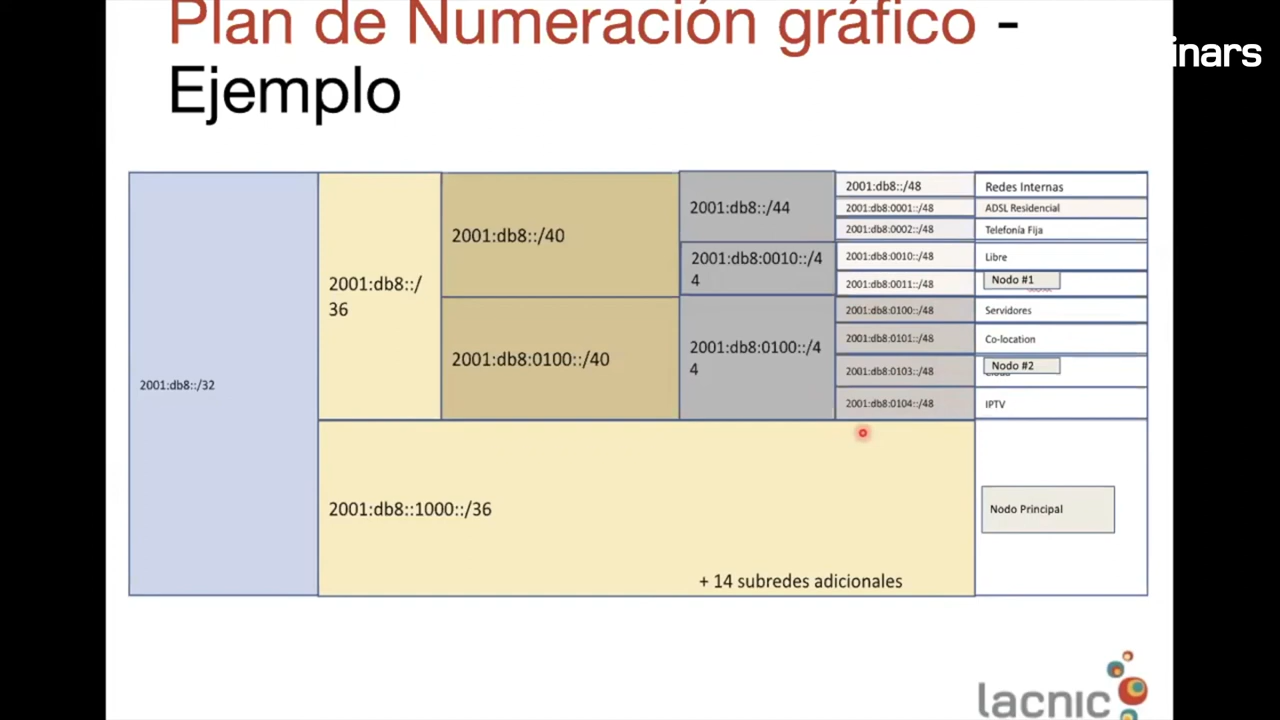 Plan de Numeración gráfico -
Ejemplo
inars
2001:db8::/32
2001:db8::/
36
2001:db8::/40
2001:db8:0100::/40
2001:db8::/44
2001:db8:0010::/4
4
2001:db8:0100::/4
4
2001:db8::/48
Redes Internas
2001:db8:0001::/48
ADSL Residencial
2001:db8:0002::/48
Telefonía Fija
2001:db8:0010::/48
Libre
2001:db8:0011::/48
Nodo #1
2001:db8:0100::/48
Servidores
2001:db8:0101::/48
Co-location
2001:db8:0103::/48
Nodo #2
2001:db8:0104::/48
IPTV
2001:db8::1000::/36
Nodo Principal
+ 14 subredes adicionales
lacnic